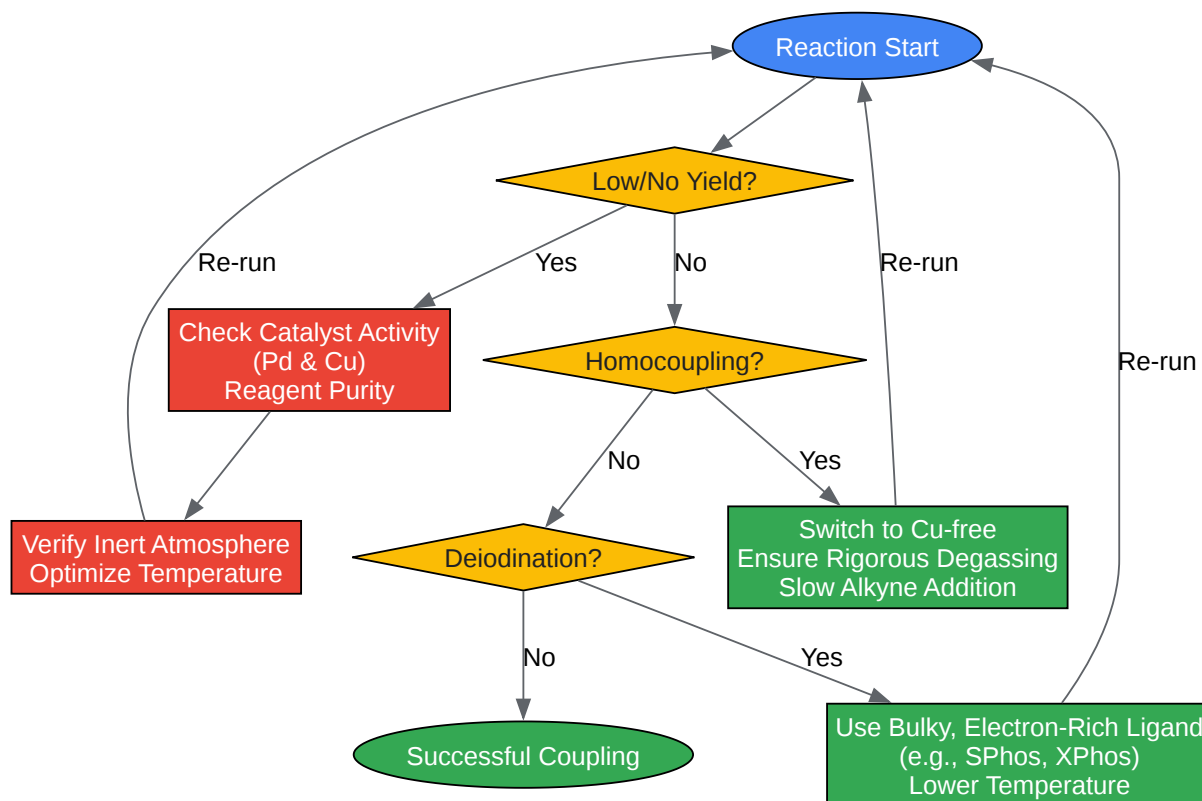 Reaction Start
Low/No Yield?
Re-run
Yes
No
Re-run
Check Catalyst Activity
(Pd & Cu)
Reagent Purity
Homocoupling?
Re-run
No
Yes
Verify Inert Atmosphere
Optimize Temperature
Deiodination?
Switch to Cu-free
Ensure Rigorous Degassing
Slow Alkyne Addition
No
Yes
Successful Coupling
Use Bulky, Electron-Rich Ligand
(e.g., SPhos, XPhos)
Lower Temperature